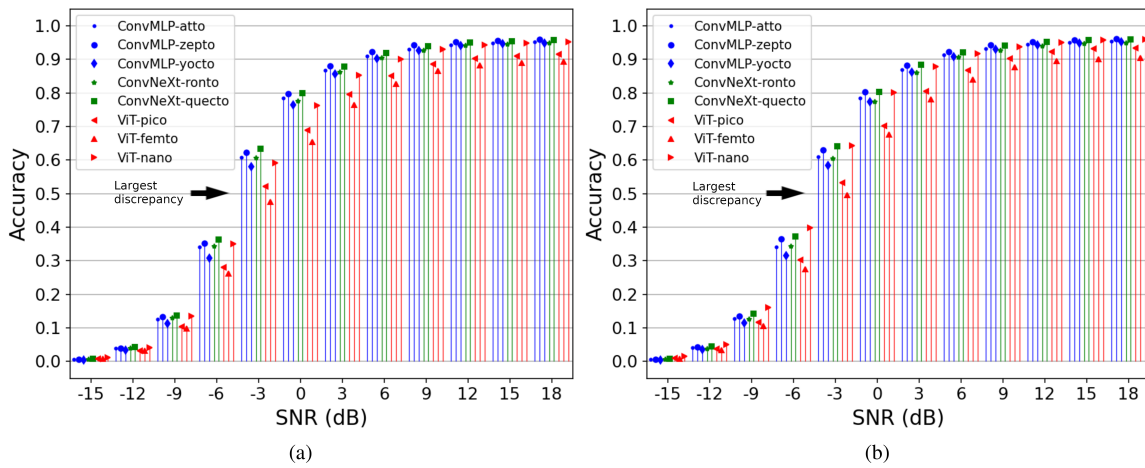 ConvMLP-atto
ConvMLP-zepto
ConvMLP-yocto
ConvNeXt-ronto
ConvNeXt-quecto
ViT-pico
ViT-femto
ViT-nano
Largest
discrepancy
Accuracy
1.0
0.9
0.8
0.7
0.6
0.5
0.4
0.3
0.2
0.1
0.0
-15 -12 -9 -6 -3 0 3 6 9 12 15 18
SNR (dB)
(a)
ConvMLP-atto
ConvMLP-zepto
ConvMLP-yocto
ConvNeXt-ronto
ConvNeXt-quecto
ViT-pico
ViT-femto
ViT-nano
Largest
discrepancy
Accuracy
1.0
0.9
0.8
0.7
0.6
0.5
0.4
0.3
0.2
0.1
0.0
-15 -12 -9 -6 -3 0 3 6 9 12 15 18
SNR (dB)
(b)